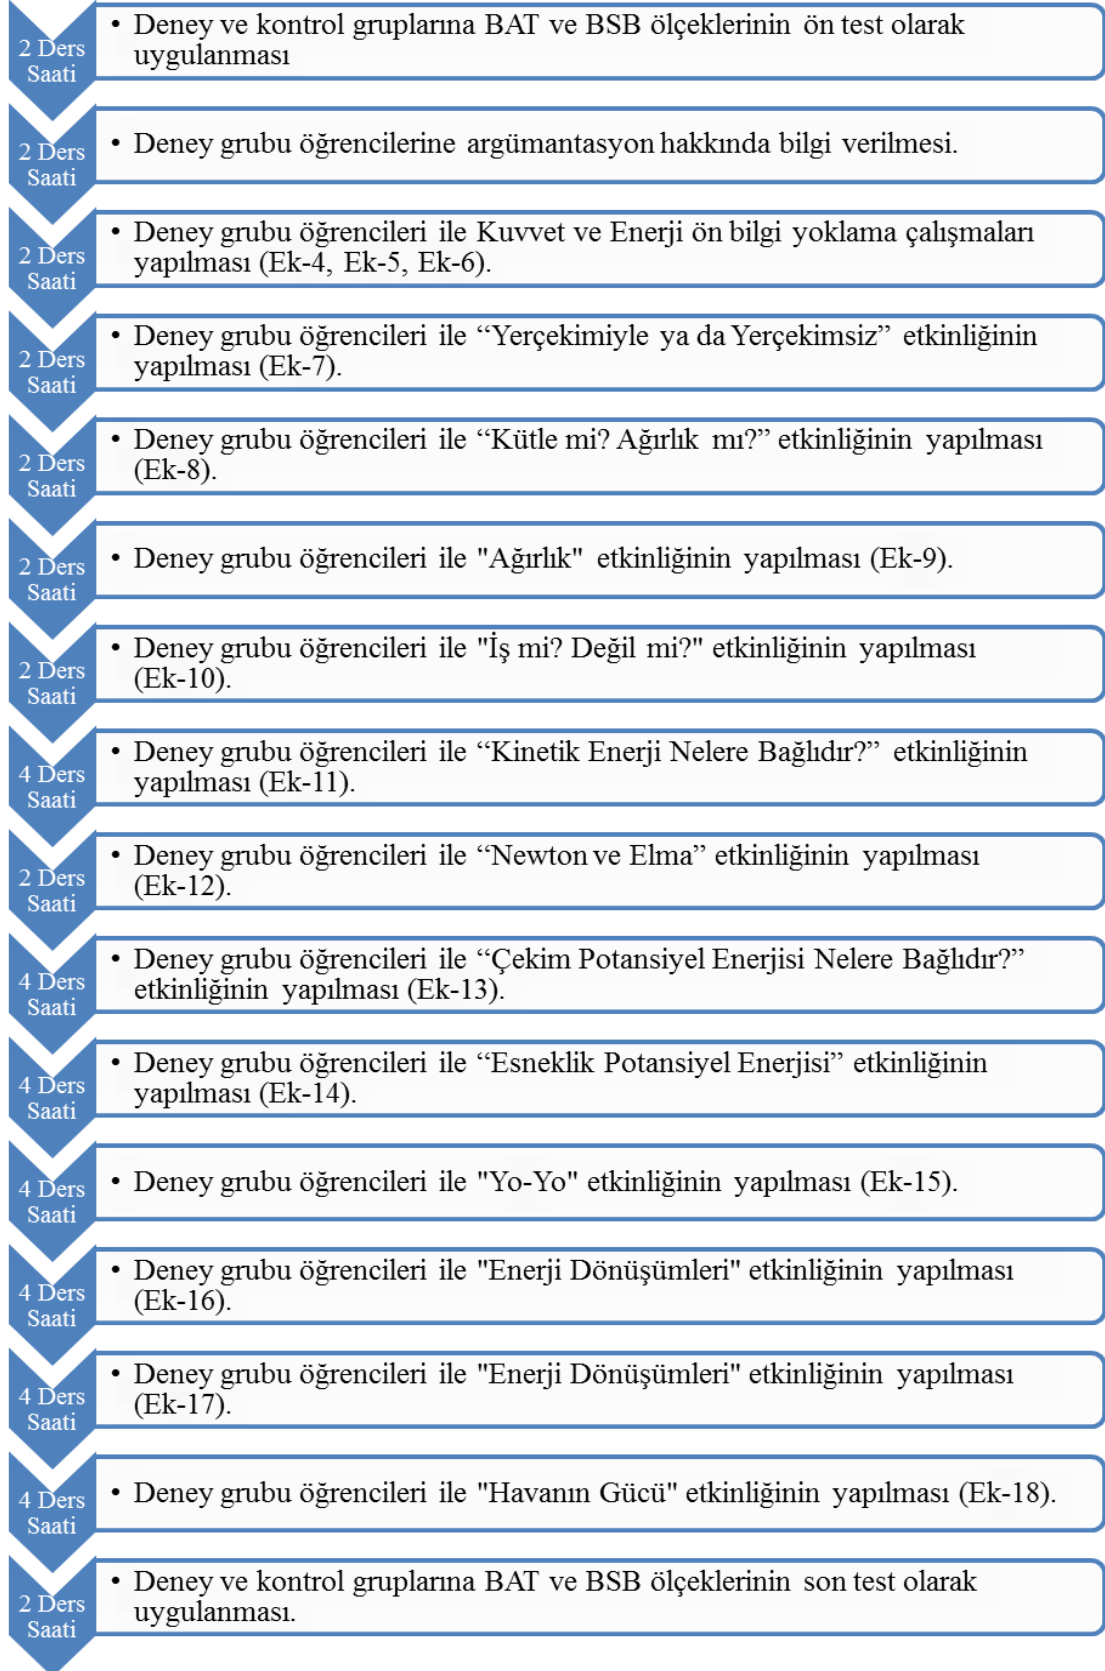 2 Ders
Saati
• Deney ve kontrol gruplarına BAT ve BSB ölçeklerinin ön test olarak
uygulanması
2 Ders
Saati
• Deney grubu öğrencilerine argümantasyon hakkında bilgi verilmesi.
2 Ders
Saati
• Deney grubu öğrencileri ile Kuvvet ve Enerji ön bilgi yoklama çalışmaları
yapılması (Ek-4, Ek-5, Ek-6).
2 Ders
Saati
• Deney grubu öğrencileri ile “Yerçekimiyle ya da Yerçekimsiz” etkinliğinin
yapılması (Ek-7).
2 Ders
Saati
• Deney grubu öğrencileri ile “Kütle mi? Ağırlık mı?” etkinliğinin yapılması
(Ek-8).
2 Ders
Saati
• Deney grubu öğrencileri ile "Ağırlık" etkinliğinin yapılması (Ek-9).
2 Ders
Saati
• Deney grubu öğrencileri ile "İş mi? Değil mi?" etkinliğinin yapılması
(Ek-10).
4 Ders
Saati
• Deney grubu öğrencileri ile “Kinetik Enerji Nelere Bağlıdır?” etkinliğinin
yapılması (Ek-11).
2 Ders
Saati
• Deney grubu öğrencileri ile “Newton ve Elma” etkinliğinin yapılması
(Ek-12).
4 Ders
Saati
• Deney grubu öğrencileri ile “Çekim Potansiyel Enerjisi Nelere Bağlıdır?”
etkinliğinin yapılması (Ek-13).
4 Ders
Saati
• Deney grubu öğrencileri ile “Esneklik Potansiyel Enerjisi” etkinliğinin
yapılması (Ek-14).
4 Ders
Saati
• Deney grubu öğrencileri ile "Yo-Yo" etkinliğinin yapılması (Ek-15).
4 Ders
Saati
• Deney grubu öğrencileri ile "Enerji Dönüşümleri" etkinliğinin yapılması
(Ek-16).
4 Ders
Saati
• Deney grubu öğrencileri ile "Enerji Dönüşümleri" etkinliğinin yapılması
(Ek-17).
4 Ders
Saati
• Deney grubu öğrencileri ile "Havanın Gücü" etkinliğinin yapılması (Ek-18).
2 Ders
Saati
• Deney ve kontrol gruplarına BAT ve BSB ölçeklerinin son test olarak
uygulanması.